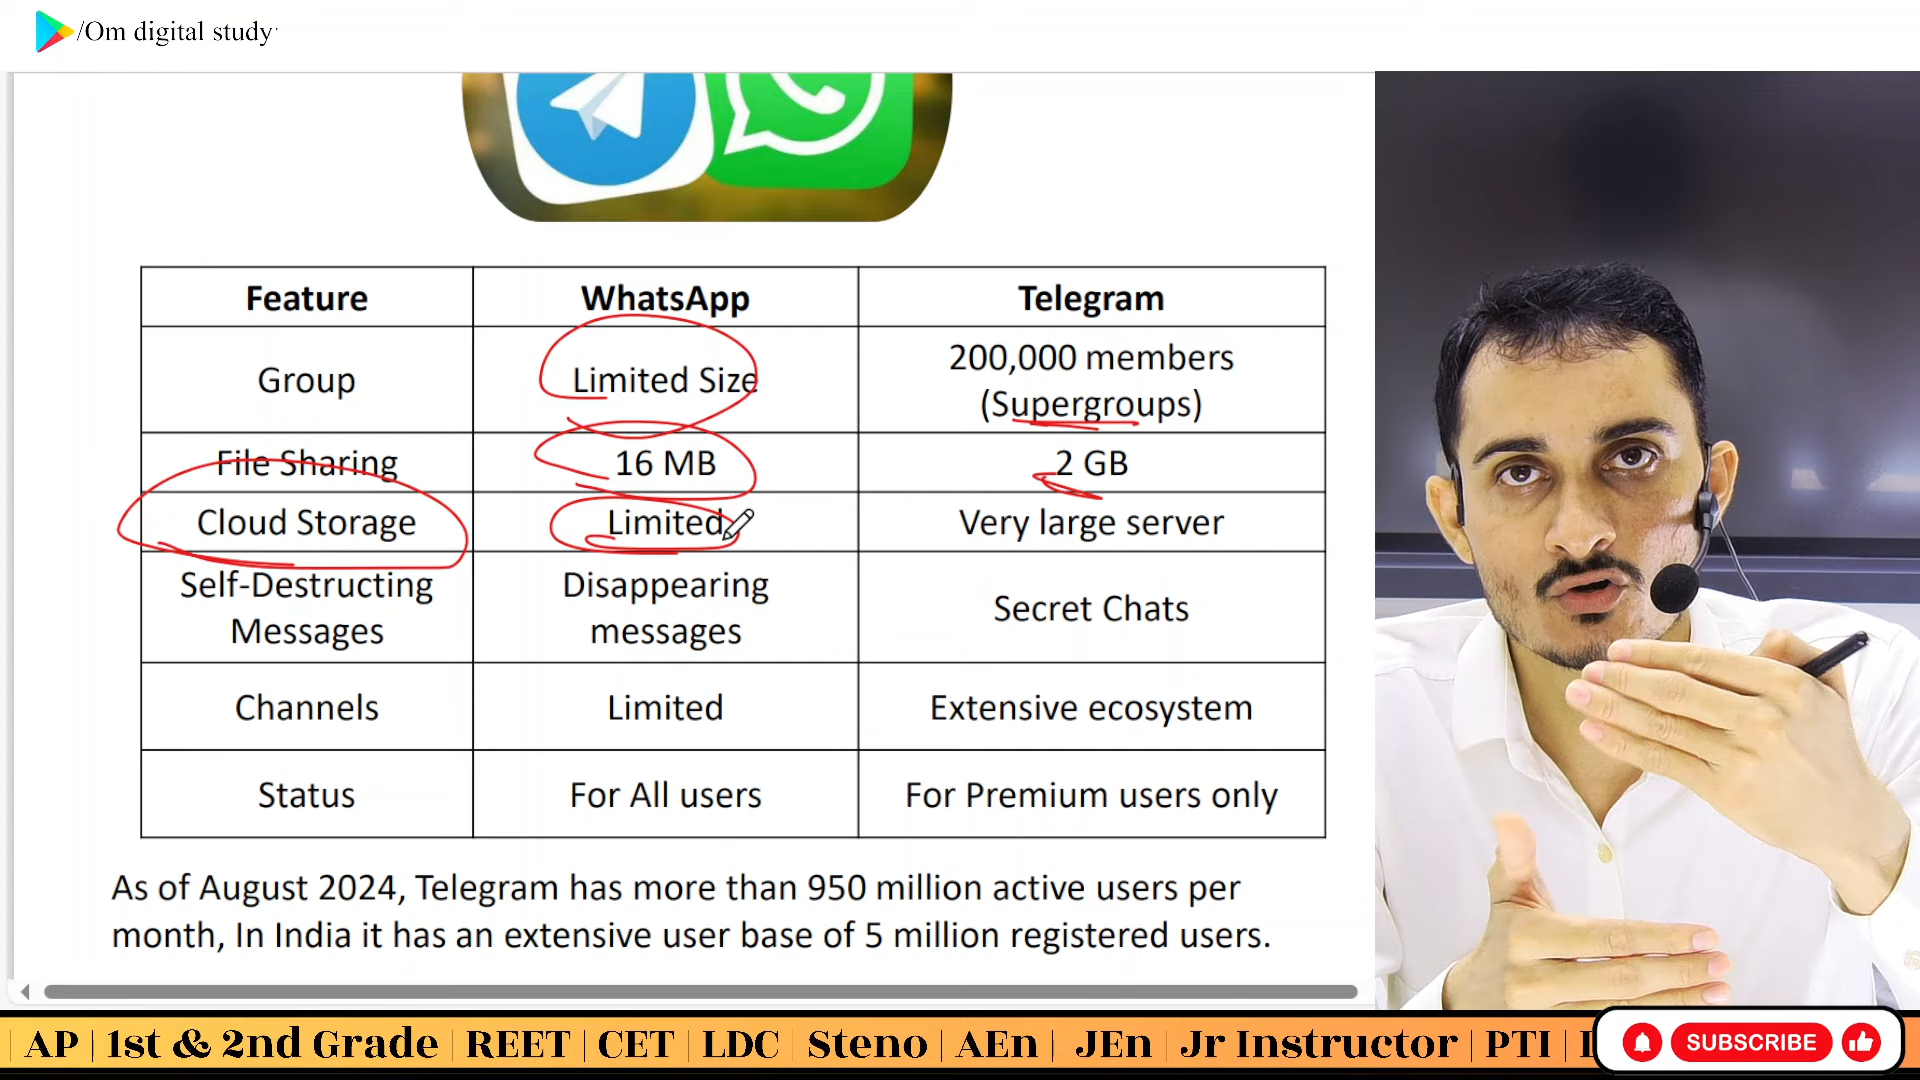 /Om digital study
Feature WhatsApp Telegram
Group Limited Size 200,000 members
(Supergroups)
File Sharing 16 MB 2 GB
Cloud Storage Limited Very large server
Self-Destructing Messages Disappearing messages Secret Chats
Channels Limited Extensive ecosystem
Status For All users For Premium users only
As of August 2024, Telegram has more than 950 million active users per
month, In India it has an extensive user base of 5 million registered users.
| AP | 1st & 2nd Grade | REET | CET | LDC | Steno | AEn | JEn | Jr Instructor | PTI |
SUBSCRIBE